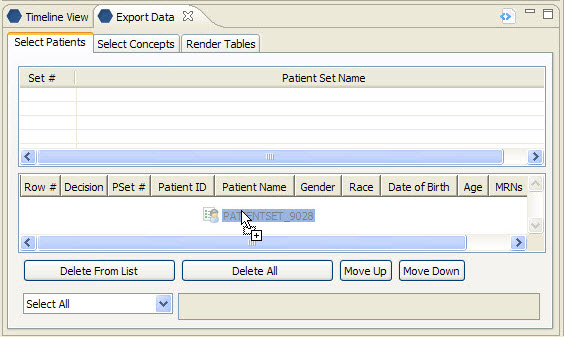 Timeline View Export Data
Select Patients Select Concepts Render Tables
Set # Patient Set Name
Row # Decision PSet # Patient ID Patient Name Gender Race Date of Birth Age MRNs
PATIENTSET_9028
Delete From List Delete All Move Up Move Down
Select All